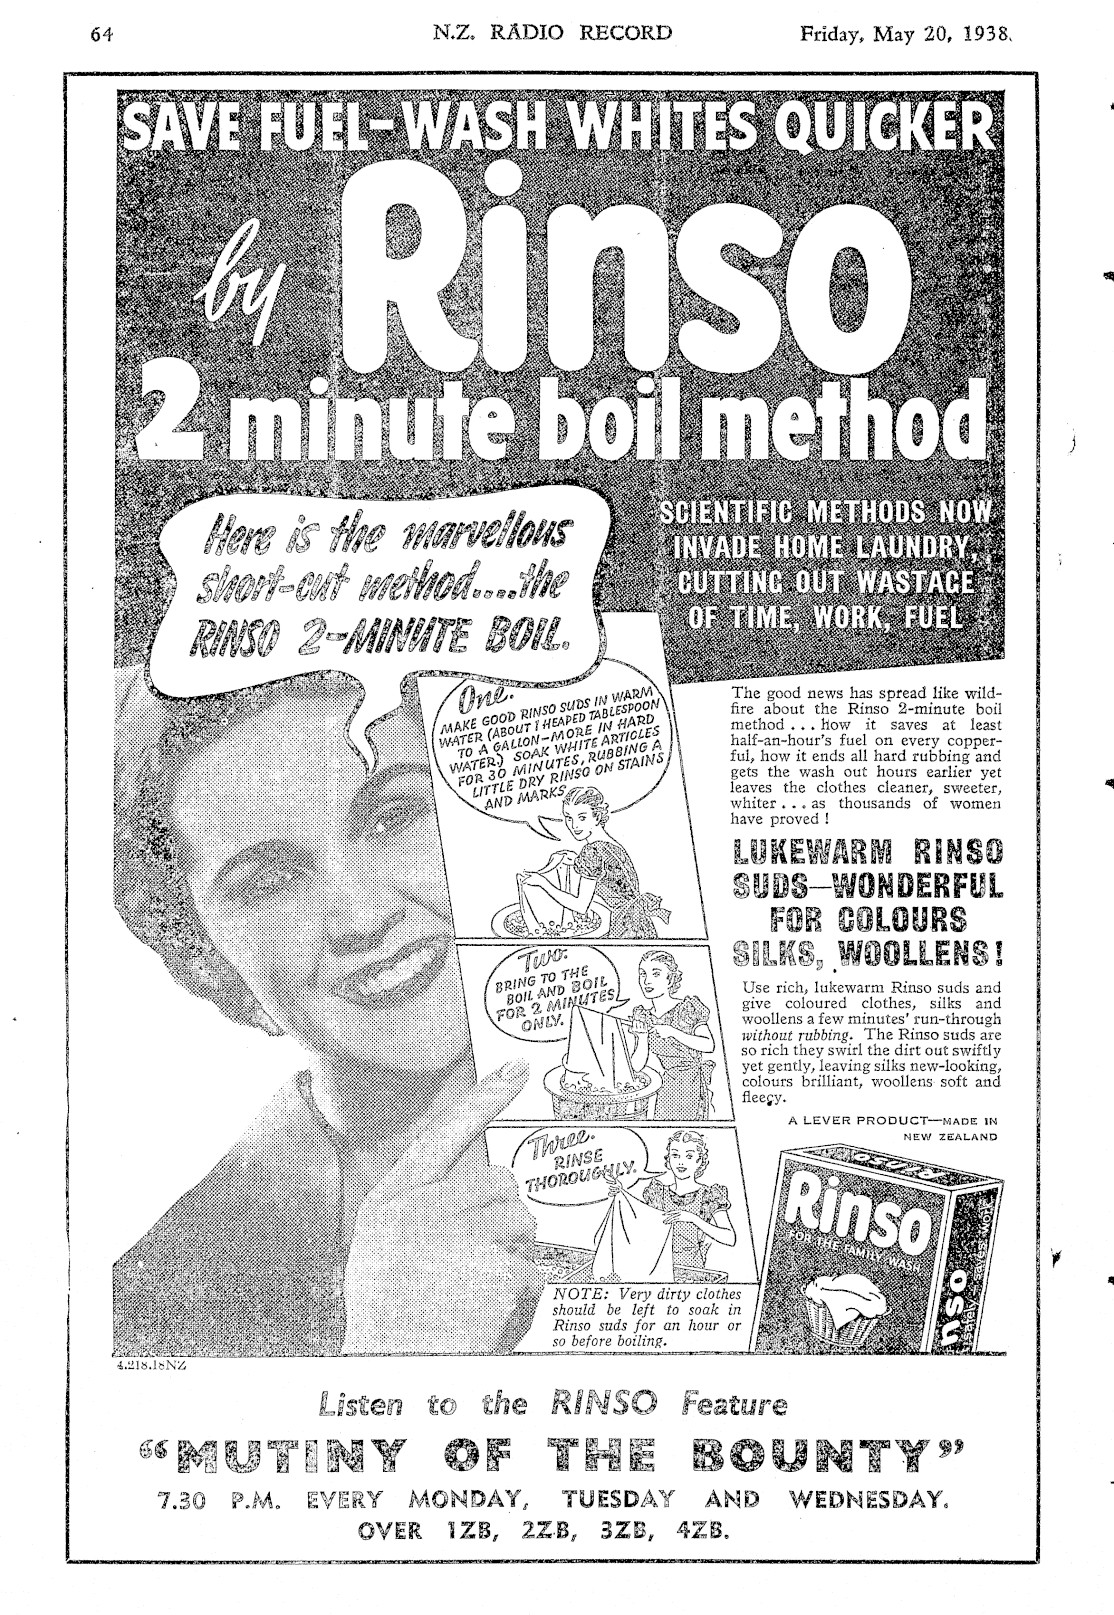 64
N.Z. RADIO RECORD
Friday, May 20, 1938.
SAVE FUEL-WASH WHITES QUICKER
by Rinso
2 minute boil method
Here is the marvellous
short-cut method....the
RINSO 2-MINUTE BOIL.
SCIENTIFIC METHODS NOW
INVADE HOME LAUNDRY,
CUTTING OUT WASTAGE
OF TIME, WORK, FUEL
One.
MAKE GOOD RINSO SUDS IN WARM
WATER (ABOUT 1 HEAPED TABLESPOON
TO A GALLON-MORE IN HARD
WATER.) SOAK WHITE ARTICLES
FOR 30 MINUTES, RUBBING A
LITTLE DRY RINSO ON STAINS
AND MARKS
Two.
BRING TO THE
BOIL AND BOIL
FOR 2 MINUTES
ONLY.
Three.
RINSE
THOROUGHLY.
NOTE: Very dirty clothes
should be left to soak in
Rinso suds for an hour or
so before boiling.
The good news has spread like wild-
fire about the Rinso 2-minute boil
method . . . how it saves at least
half-an-hour's fuel on every copper-
ful, how it ends all hard rubbing and
gets the wash out hours earlier yet
leaves the clothes cleaner, sweeter,
whiter . . . as thousands of women
have proved !
LUKEWARM RINSO
SUDS—WONDERFUL
FOR COLOURS
SILKS, WOOLLENS!
Use rich, lukewarm Rinso suds and
give coloured clothes, silks and
woollens a few minutes' run-through
without rubbing. The Rinso suds are
so rich they swirl the dirt out swiftly
yet gently, leaving silks new-looking,
colours brilliant, woollens soft and
fleecy.
A LEVER PRODUCT—MADE IN
NEW ZEALAND
Rinso
Rinso
FOR THE FAMILY WASH
nso
4.218.18NZ
Listen to the RINSO Feature
“MUTINY OF THE BOUNTY”
7.30 P.M. EVERY MONDAY, TUESDAY AND WEDNESDAY.
OVER 1ZB, 2ZB, 3ZB, 4ZB.